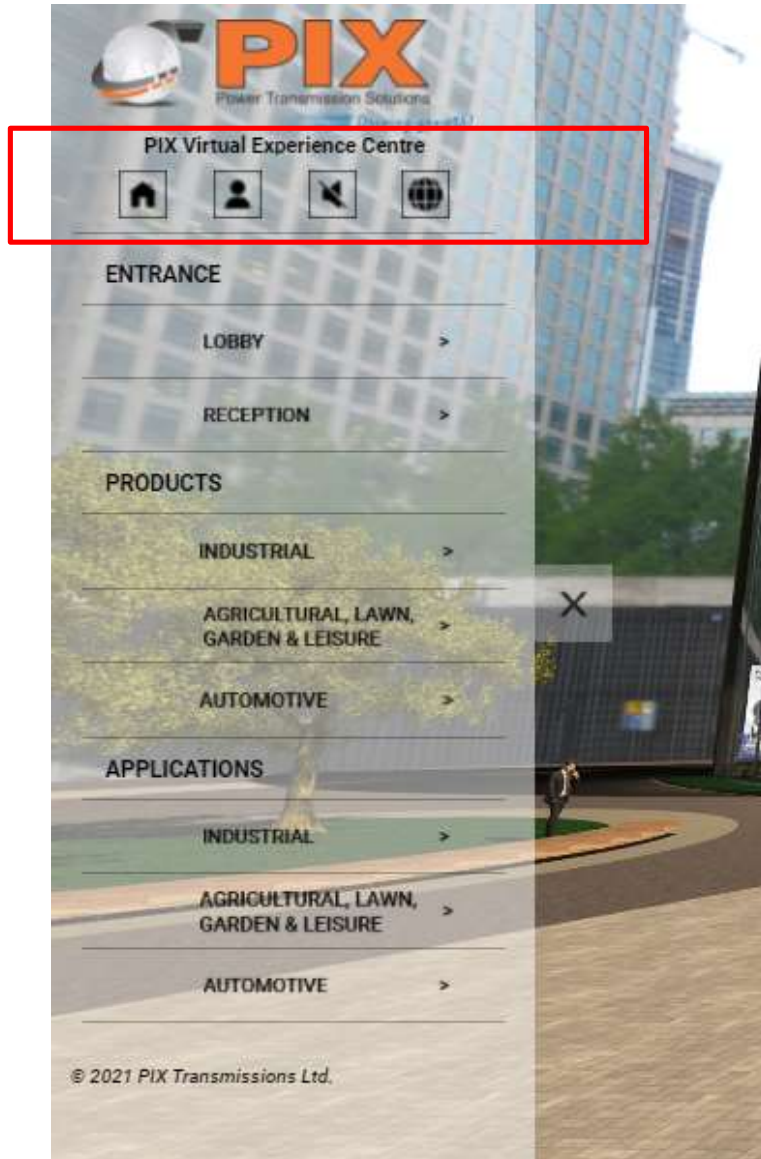 PIX
Power Transmission Solutions
PIX Virtual Experience Centre
ENTRANCE
LOBBY >
RECEPTION >
PRODUCTS
INDUSTRIAL >
AGRICULTURAL, LAWN,
GARDEN & LEISURE >
AUTOMOTIVE >
X
APPLICATIONS
INDUSTRIAL >
AGRICULTURAL, LAWN,
GARDEN & LEISURE >
AUTOMOTIVE >
© 2021 PIX Transmissions Ltd.